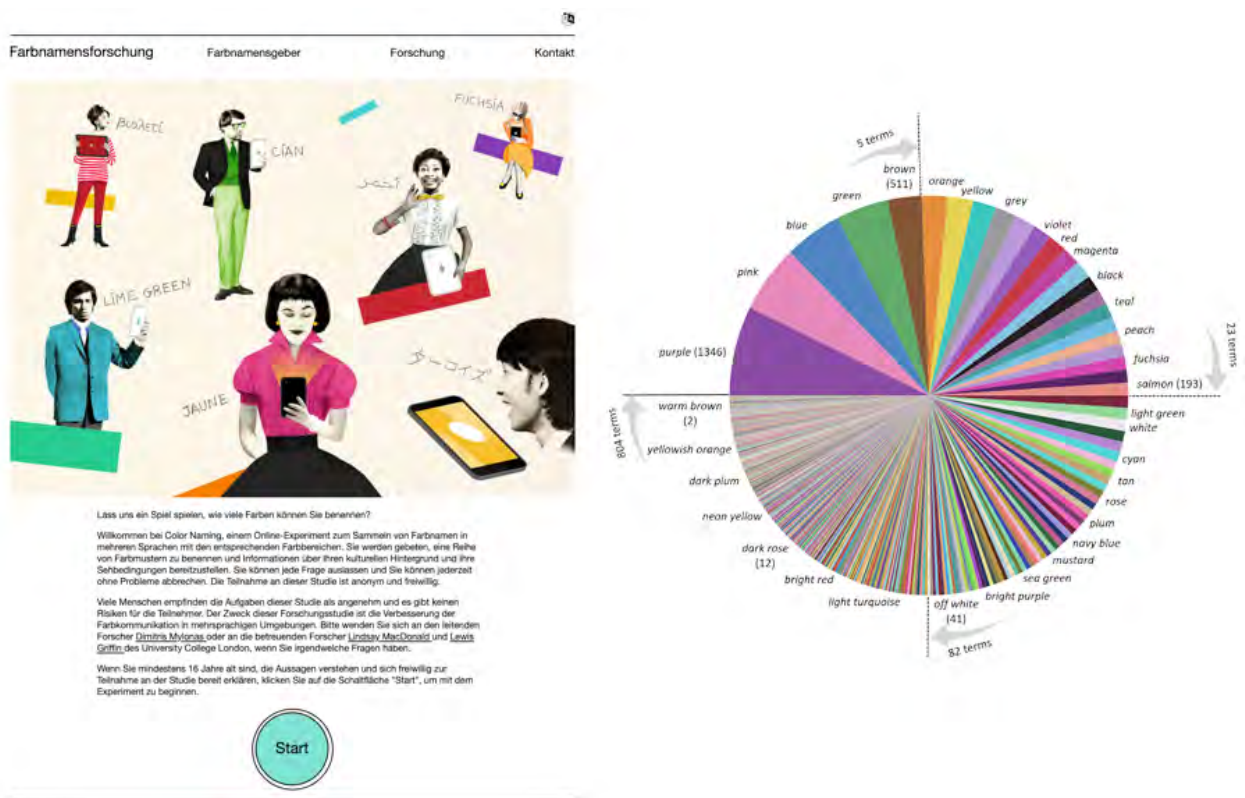 Farbnamensforschung
Farbnamensgeber
Forschung
Kontakt
FUCHSIA
CÍAN
LIME GREEN
JAUNE
ターコイズ
Lass uns ein Spiel spielen, wie viele Farben können Sie benennen?
Willkommen bei Color Naming, einem Online-Experiment zum Sammeln von Farbnamen in
mehreren Sprachen mit den entsprechenden Farbbereichen. Sie werden gebeten, eine Reihe
von Farbmustern zu benennen und Informationen über Ihren kulturellen Hintergrund und ihre
Sehbedingungen bereitzustellen. Sie können jede Frage auslassen und Sie können jederzeit
ohne Probleme abbrechen. Die Teilnahme an dieser Studie ist anonym und freiwillig.
Viele Menschen empfinden die Aufgaben dieser Studie als angenehm und es gibt keinen
Risiken für die Teilnehmer. Der Zweck dieser Forschungsstudie ist die Verbesserung der
Farbkommunikation in mehrsprachigen Umgebungen. Bitte wenden Sie sich an den leitenden
Forscher Dimitris Mylonas oder an die betreuenden Forscher Lindsay MacDonald und Lewis
Griffin des University College London, wenn Sie irgendwelche Fragen haben.
Wenn Sie mindestens 16 Jahre alt sind, die Aussagen verstehen und sich freiwillig zur
Teilnahme an der Studie bereit erklären, klicken Sie auf die Schaltfläche "Start", um mit dem
Experiment zu beginnen.
Start
5 terms
brown
(511)
orange
yellow
grey
violet
red
magenta
black
teal
peach
fuchsia
salmon (193)
23 terms
green
blue
pink
purple (1346)
light green
white
cyan
tan
rose
plum
navy blue
mustard
sea green
bright purple
off white
(41)
82 terms
warm brown
(2)
yellowish orange
dark plum
neon yellow
dark rose
(12)
bright red
light turquoise
804 terms